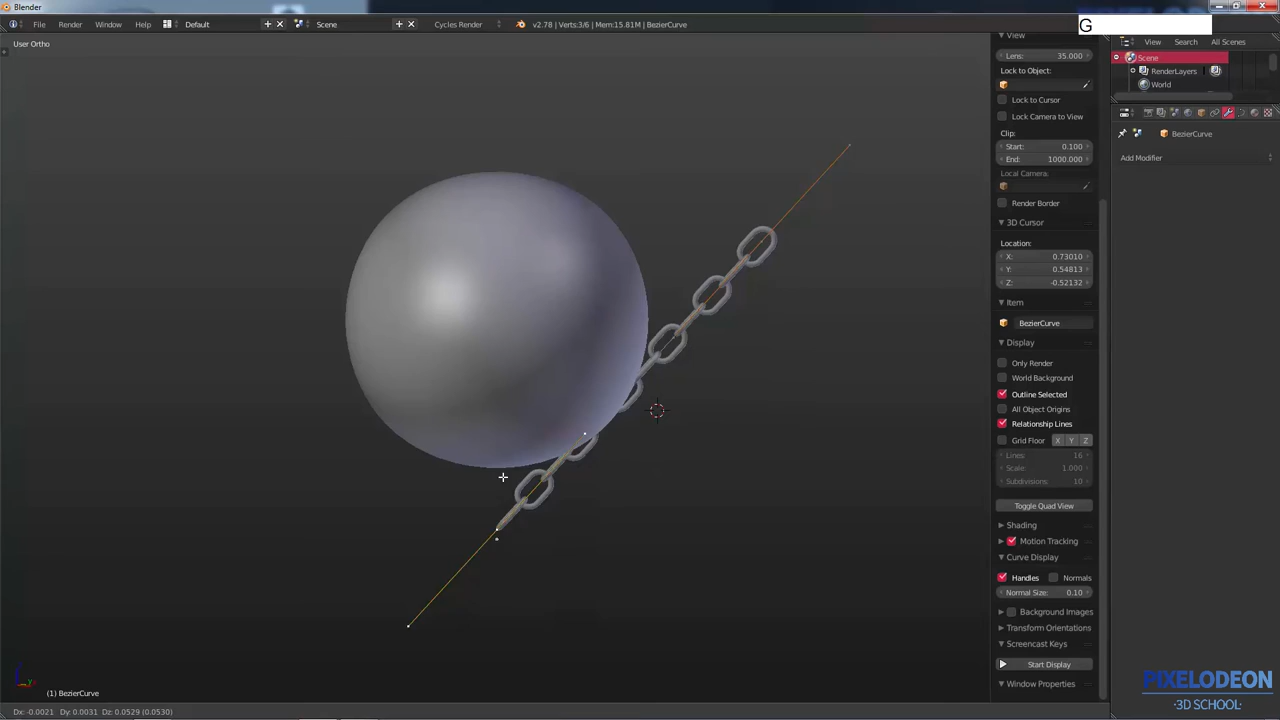 Blender
File
Render
Window
Help
Default
Scene
Cycles Render
v2.78 | Verts:3/6 | Mem:15.81M | BezierCurve
G
User Ortho
View
Lens: 35.000
Lock to Object:
Lock to Cursor
Lock Camera to View
Clip:
Start: 0.100
End: 1000.000
Local Camera:
Render Border
3D Cursor
Location:
X: 0.73010
Y: 0.54813
Z: -0.52132
Item
BezierCurve
Display
Only Render
World Background
Outline Selected
All Object Origins
Relationship Lines
Grid Floor X Y Z
Lines: 16
Scale: 1.000
Subdivisions: 10
Toggle Quad View
Shading
Motion Tracking
Curve Display
Handles Normals
Normal Size: 0.10
Background Images
Transform Orientations
Screencast Keys
Start Display
Window Properties
View Search All Scenes
Scene
RenderLayers
World
BezierCurve
Add Modifier
(1) BezierCurve
Dx: -0.0021 Dy: 0.0031 Dz: 0.0529 (0.0530)
PIXELODEON
·3D SCHOOL·